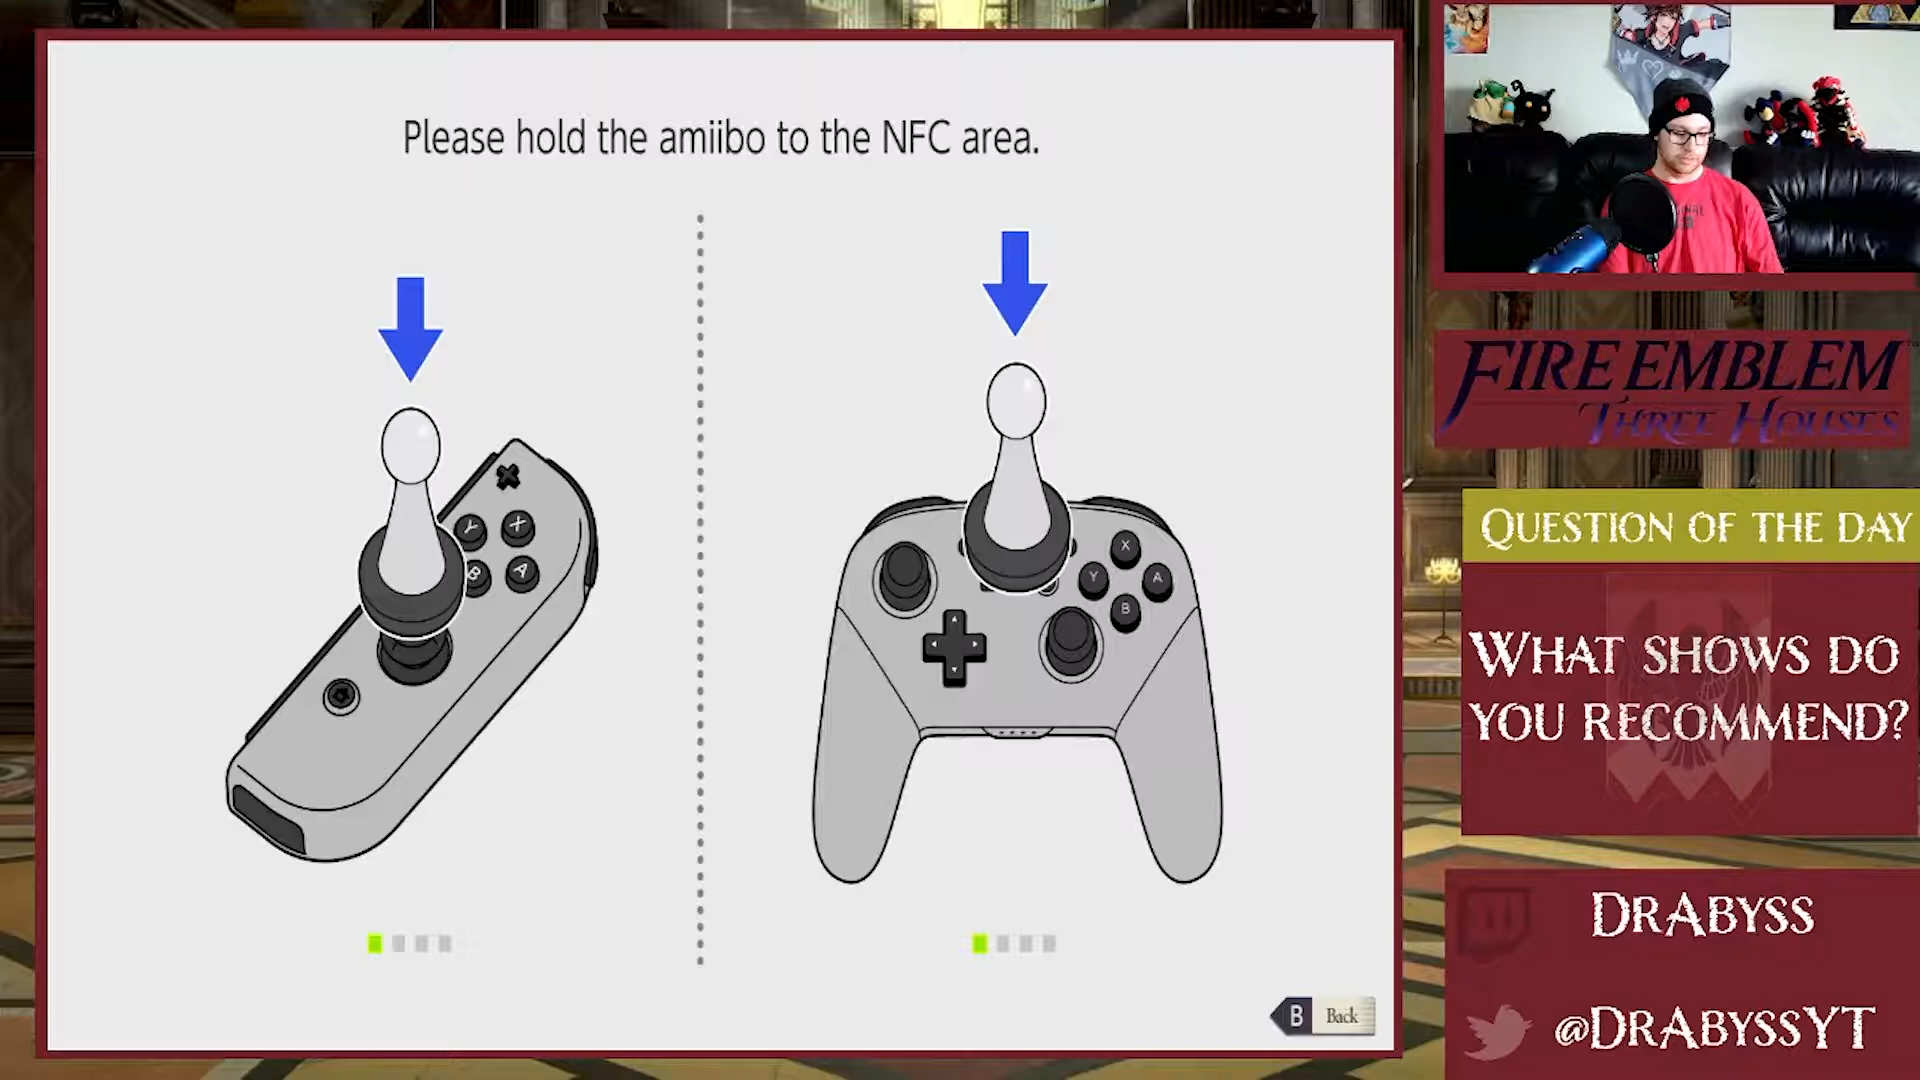 Please hold the amiibo to the NFC area.
Y
X
B
A
X
Y
A
B
B Back
FIRE EMBLEM
THREE HOUSES
QUESTION OF THE DAY
WHAT SHOWS DO
YOU RECOMMEND?
DRABYSS
@DRABYSSYT